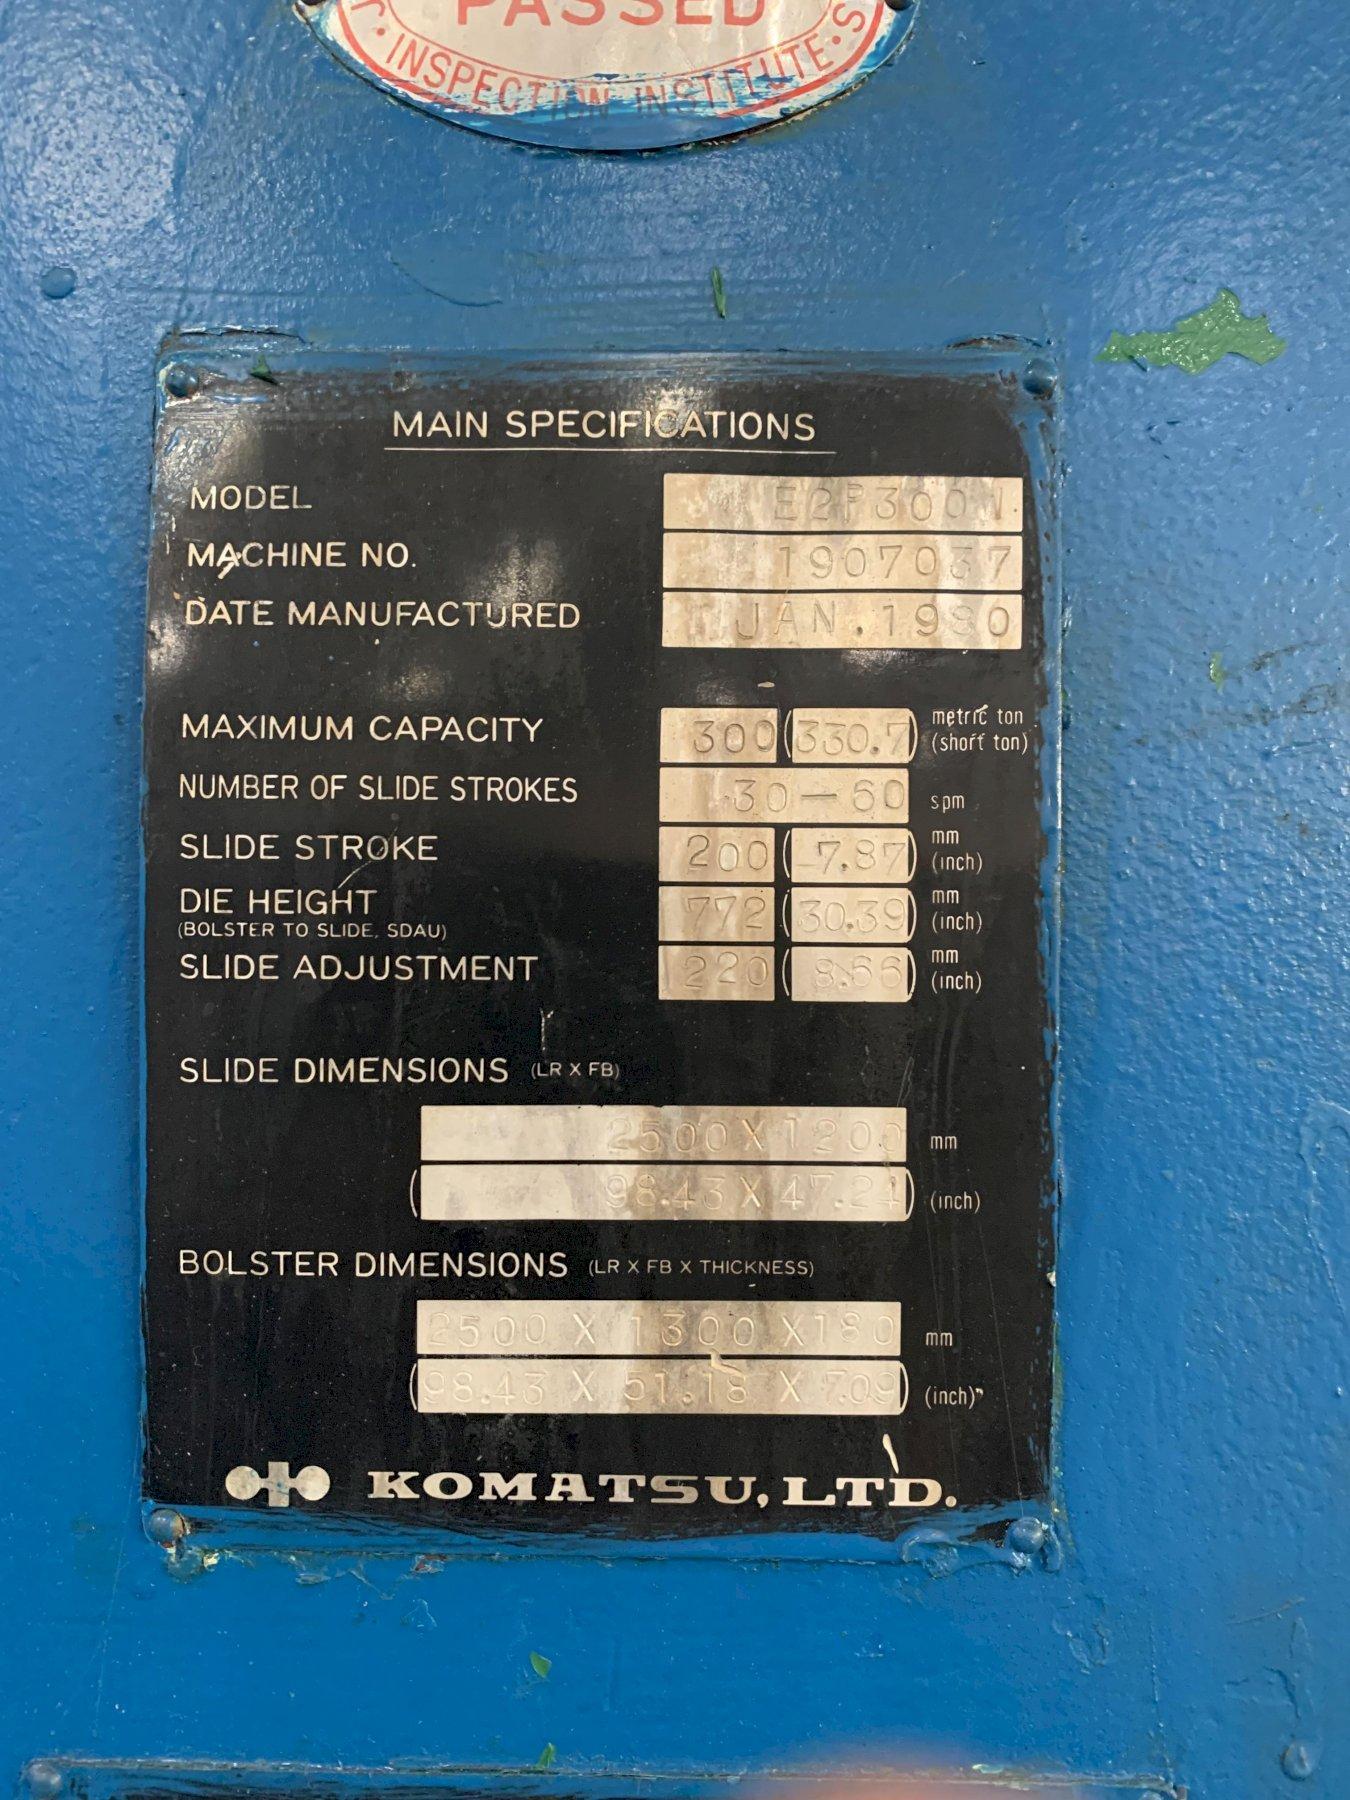 PASSED
INSPECTION INSTITUTE · S
MAIN SPECIFICATIONS
MODEL
MACHINE NO. 1907037
DATE MANUFACTURED JAN. 1980
MAXIMUM CAPACITY 300 (330.7) metric ton (short ton)
NUMBER OF SLIDE STROKES 30-60 spm
SLIDE STROKE 200 (7.87) mm (inch)
DIE HEIGHT 772 (30.39) mm (inch)
(BOLSTER TO SLIDE, SDAU)
SLIDE ADJUSTMENT 220 (8.66) mm (inch)
SLIDE DIMENSIONS (LR X FB)
2500 X 1200 mm
(98.43 X 47.24) (inch)
BOLSTER DIMENSIONS (LR X FB X THICKNESS)
2500 X 1300 X 180 mm
(98.43 X 51.18 X 7.09) (inch)
KOMATSU, LTD.